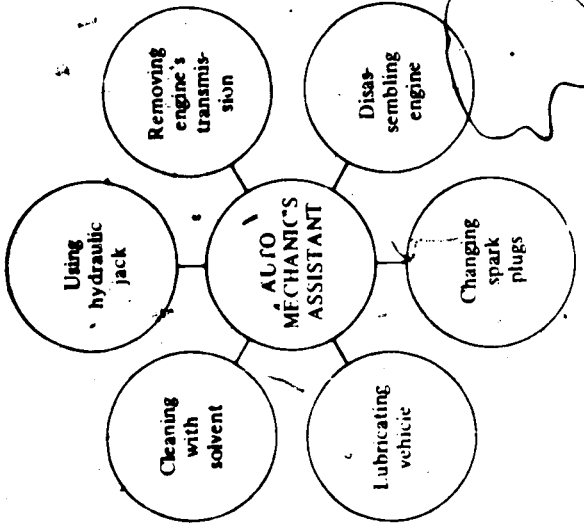 Using
hydraulic
jack
Cleaning
with
solvent
Removing
engine's
transmis-
sion
AUTO
MECHANIC'S
ASSISTANT
Lubricating
vehicle
Disas-
sembling
engine
Changing
spark
plugs